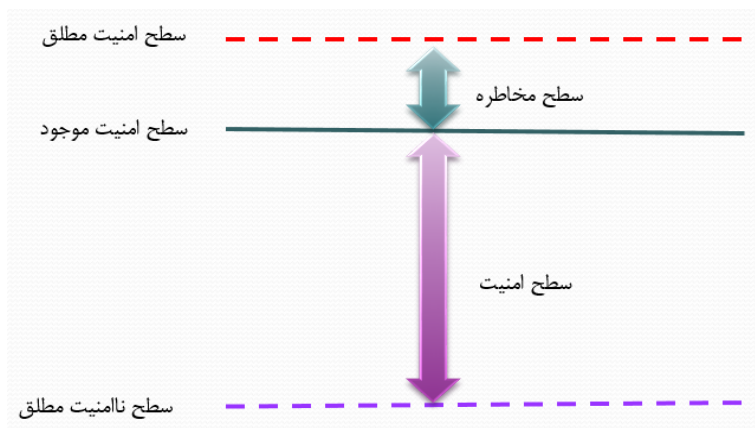 سطح امنیت مطلق
سطح مخاطره
سطح امنیت موجود
سطح امنیت
سطح ناامنیت مطلق